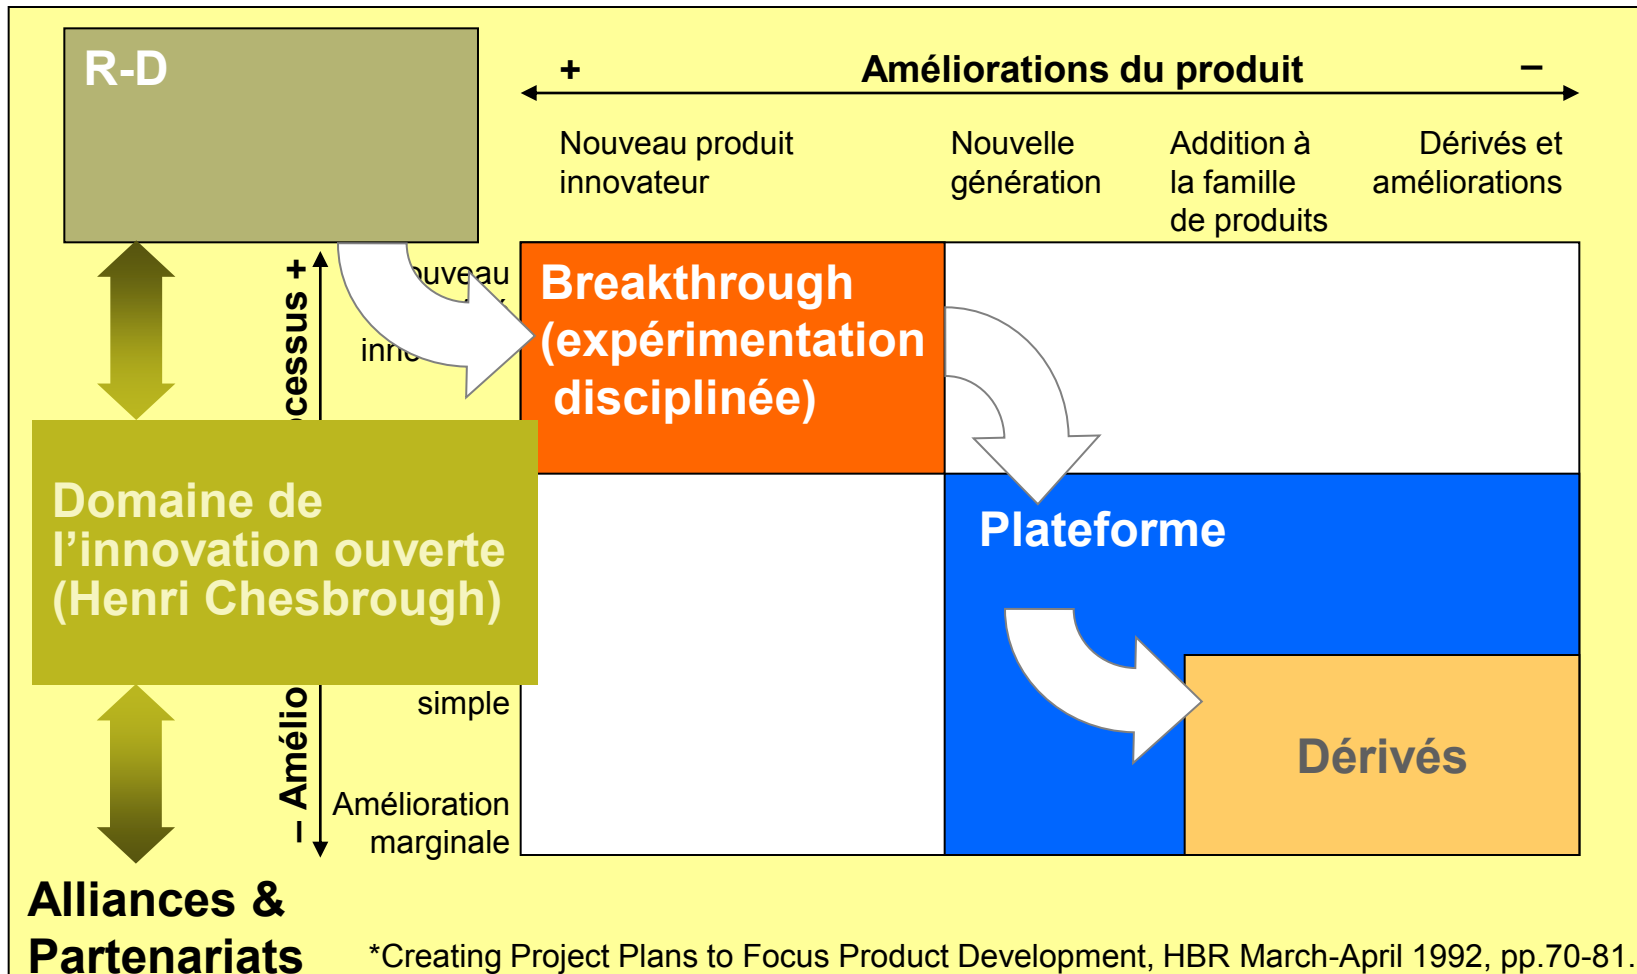 R-D
+ Améliorations du produit –
Nouveau produit
innovateur
Nouvelle
génération
Addition à
la famille
de produits
Dérivés et
améliorations
Breakthrough
(expérimentation
disciplinée)
Domaine de
l’innovation ouverte
(Henri Chesbrough)
Plateforme
simple
Dérivés
Amélioration
marginale
Alliances &
Partenariats
*Creating Project Plans to Focus Product Development, HBR March-April 1992, pp.70-81.